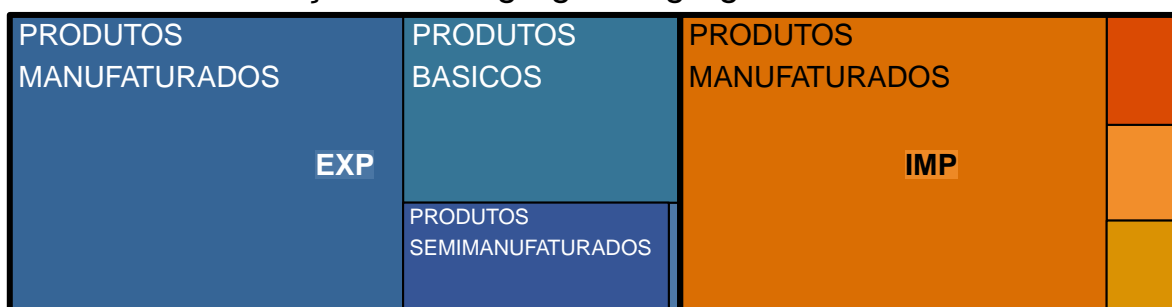 PRODUTOS
MANUFATURADOS
EXP
PRODUTOS
BASICOS
PRODUTOS
SEMIMANUFATURADOS
PRODUTOS
MANUFATURADOS
IMP